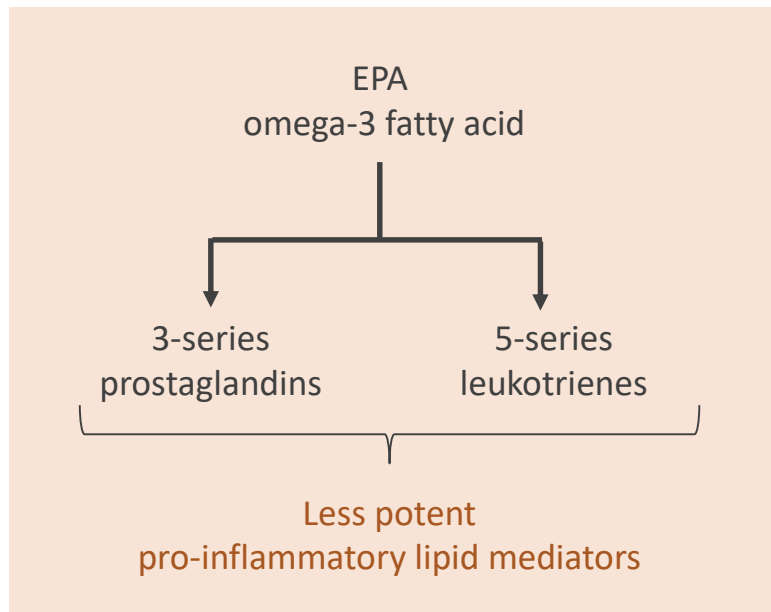 EPA
omega-3 fatty acid
3-series
prostaglandins
5-series
leukotrienes
Less potent
pro-inflammatory lipid mediators